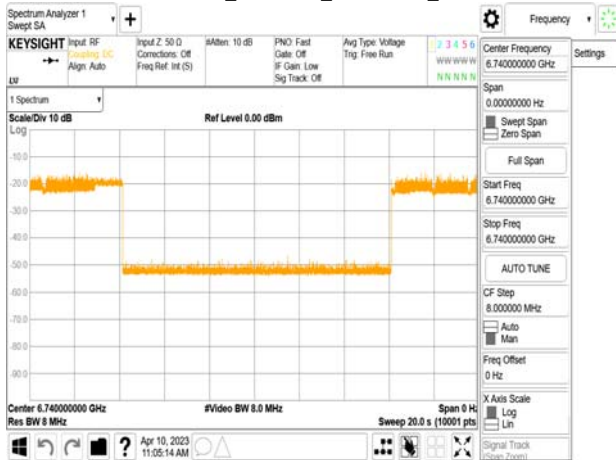 Spectrum Analyzer 1
Swept SA
Frequency
KEYSIGHT
Input: RF
Coupling: DC
Align: Auto
Input Z: 50 Ω
Corrections: Off
Freq Ref: Int (S)
#Atten: 10 dB
PNO: Fast
Gate: Off
IF Gain: Low
Sig Track: Off
Avg Type: Voltage
Trig: Free Run
1 2 3 4 5 6
W W W W W W
N N N N N N
LXI
Center Frequency
6.740000000 GHz
Settings
Span
0.00000000 Hz
Swept Span
Zero Span
Full Span
Start Freq
6.740000000 GHz
Stop Freq
6.740000000 GHz
AUTO TUNE
CF Step
8.000000 MHz
Auto
Man
Freq Offset
0 Hz
X Axis Scale
Log
Lin
Signal Track
(Span Zoom)
1 Spectrum
Scale/Div 10 dB
Ref Level 0.00 dBm
Log
-10.0
-20.0
-30.0
-40.0
-50.0
-60.0
-70.0
-80.0
-90.0
Center 6.740000000 GHz
#Video BW 8.0 MHz
Span 0 Hz
Res BW 8 MHz
Sweep 20.0 s (10001 pts
?
Apr 10, 2023
11:05:14 AM